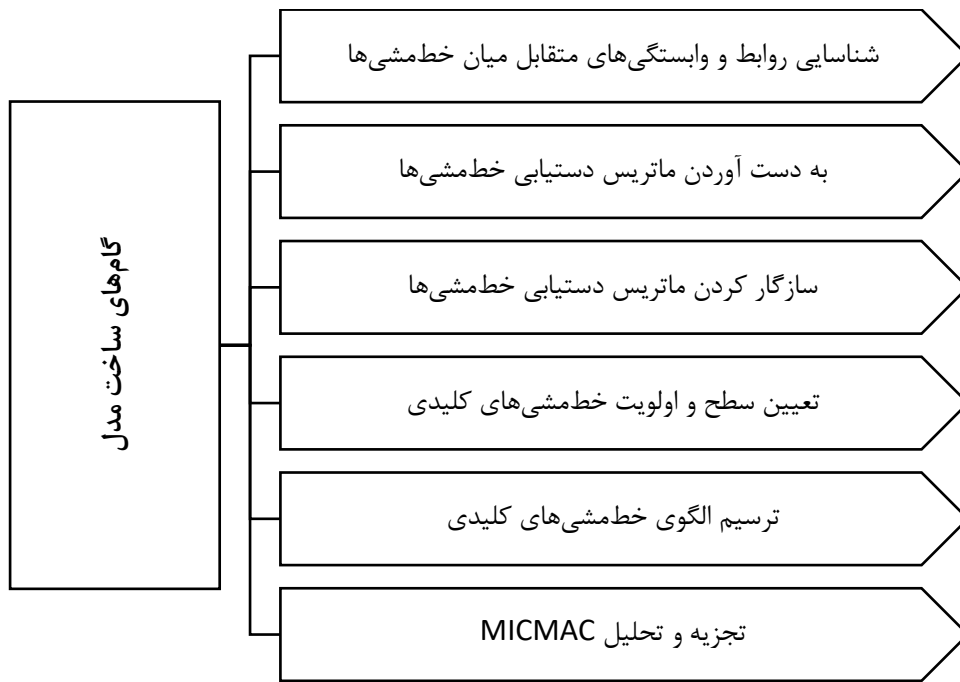 گام‌های ساخت مدل
شناسایی روابط و وابستگی‌های متقابل میان خط‌مشی‌ها
به دست آوردن ماتریس دستیابی خط‌مشی‌ها
سازگار کردن ماتریس دستیابی خط‌مشی‌ها
تعیین سطح و اولویت خط‌مشی‌های کلیدی
ترسیم الگوی خط‌مشی‌های کلیدی
تجزیه و تحلیل MICMAC